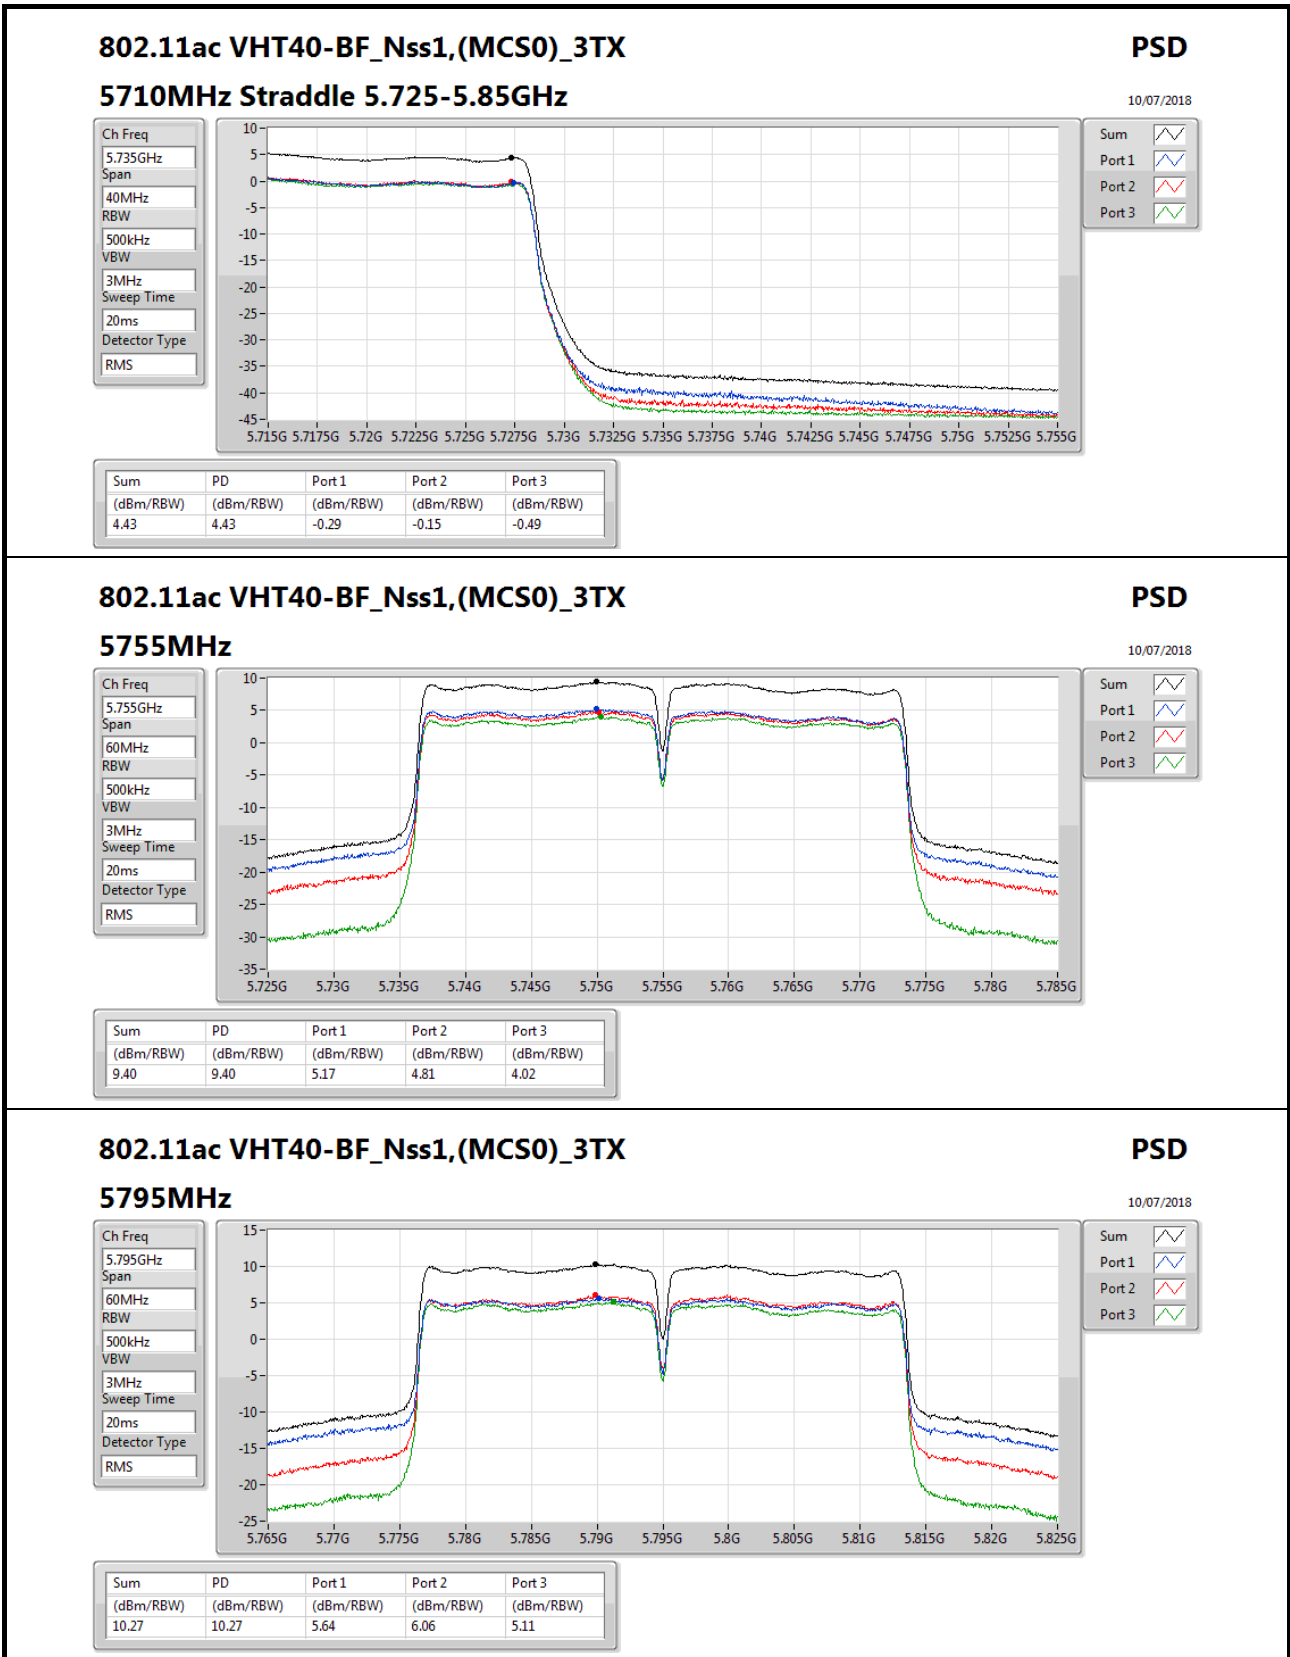 802.11ac VHT40-BF_Nss1,(MCS0)_3TX PSD
5710MHz Straddle 5.725-5.85GHz 10/07/2018
Ch Freq
5.735GHz
Span
40MHz
RBW
500kHz
VBW
3MHz
Sweep Time
20ms
Detector Type
RMS
10
5
0
-5
-10
-15
-20
-25
-30
-35
-40
-45
5.715G 5.7175G 5.72G 5.7225G 5.725G 5.7275G 5.73G 5.7325G 5.735G 5.7375G 5.74G 5.7425G 5.745G 5.7475G 5.75G 5.7525G 5.755G
Sum
Port 1
Port 2
Port 3
Sum PD Port 1 Port 2 Port 3
(dBm/RBW) (dBm/RBW) (dBm/RBW) (dBm/RBW) (dBm/RBW)
4.43 4.43 -0.29 -0.15 -0.49
802.11ac VHT40-BF_Nss1,(MCS0)_3TX PSD
5755MHz 10/07/2018
Ch Freq
5.755GHz
Span
60MHz
RBW
500kHz
VBW
3MHz
Sweep Time
20ms
Detector Type
RMS
10
5
0
-5
-10
-15
-20
-25
-30
-35
5.725G 5.73G 5.735G 5.74G 5.745G 5.75G 5.755G 5.76G 5.765G 5.77G 5.775G 5.78G 5.785G
Sum
Port 1
Port 2
Port 3
Sum PD Port 1 Port 2 Port 3
(dBm/RBW) (dBm/RBW) (dBm/RBW) (dBm/RBW) (dBm/RBW)
9.40 9.40 5.17 4.81 4.02
802.11ac VHT40-BF_Nss1,(MCS0)_3TX PSD
5795MHz 10/07/2018
Ch Freq
5.795GHz
Span
60MHz
RBW
500kHz
VBW
3MHz
Sweep Time
20ms
Detector Type
RMS
15
10
5
0
-5
-10
-15
-20
-25
5.765G 5.77G 5.775G 5.78G 5.785G 5.79G 5.795G 5.8G 5.805G 5.81G 5.815G 5.82G 5.825G
Sum
Port 1
Port 2
Port 3
Sum PD Port 1 Port 2 Port 3
(dBm/RBW) (dBm/RBW) (dBm/RBW) (dBm/RBW) (dBm/RBW)
10.27 10.27 5.64 6.06 5.11